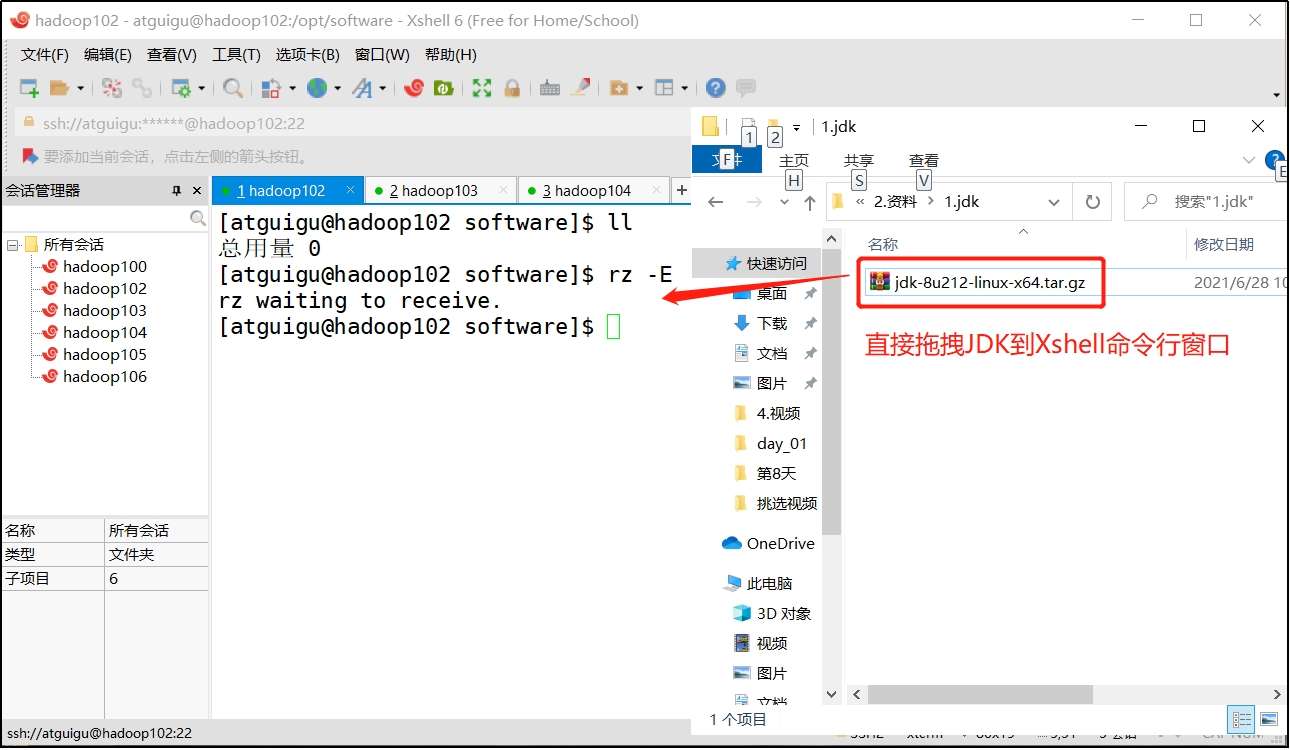 hadoop102 - atguigu@hadoop102:/opt/software - Xshell 6 (Free for Home/School)
文件(F) 编辑(E) 查看(V) 工具(T) 选项卡(B) 窗口(W) 帮助(H)
ssh://atguigu:******@hadoop102:22
要添加当前会话，点击左侧的箭头按钮。
会话管理器
1 hadoop102
2 hadoop103
3 hadoop104
所有会话
hadoop100
hadoop102
hadoop103
hadoop104
hadoop105
hadoop106
名称 所有会话
类型 文件夹
子项目 6
[atguigu@hadoop102 software]$ ll
总用量 0
[atguigu@hadoop102 software]$ rz -E
rz waiting to receive.
[atguigu@hadoop102 software]$
1 2 1.jdk
F 主页 共享 查看
H S V E
« 2.资料 > 1.jdk
搜索"1.jdk"
名称 修改日期
快速访问
桌面
下载
文档
图片
4.视频
day_01
第8天
挑选视频
OneDrive
此电脑
3D 对象
视频
图片
文档
jdk-8u212-linux-x64.tar.gz 2021/6/28 10
直接拖拽JDK到Xshell命令行窗口
1 个项目
ssh://atguigu@hadoop102:22